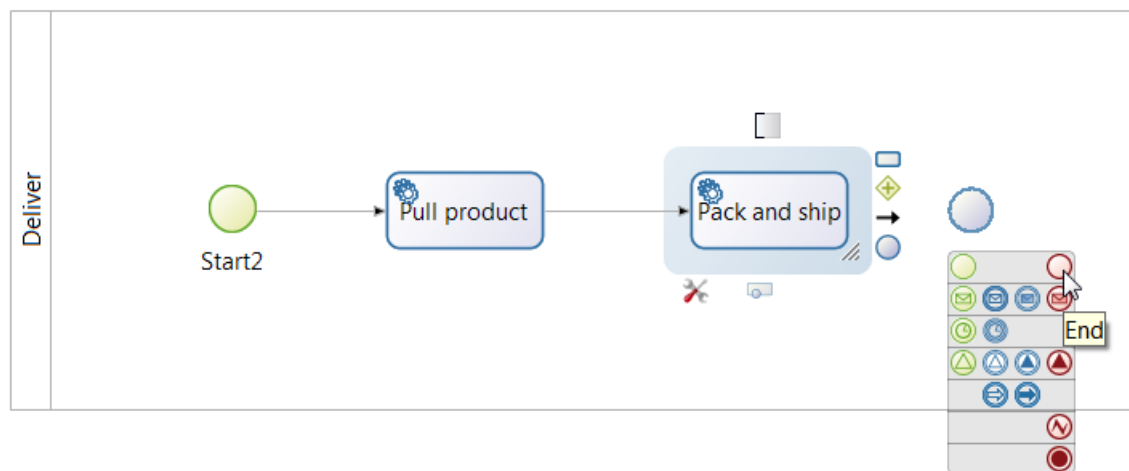 Deliver
Start2
Pull product
Pack and ship
End